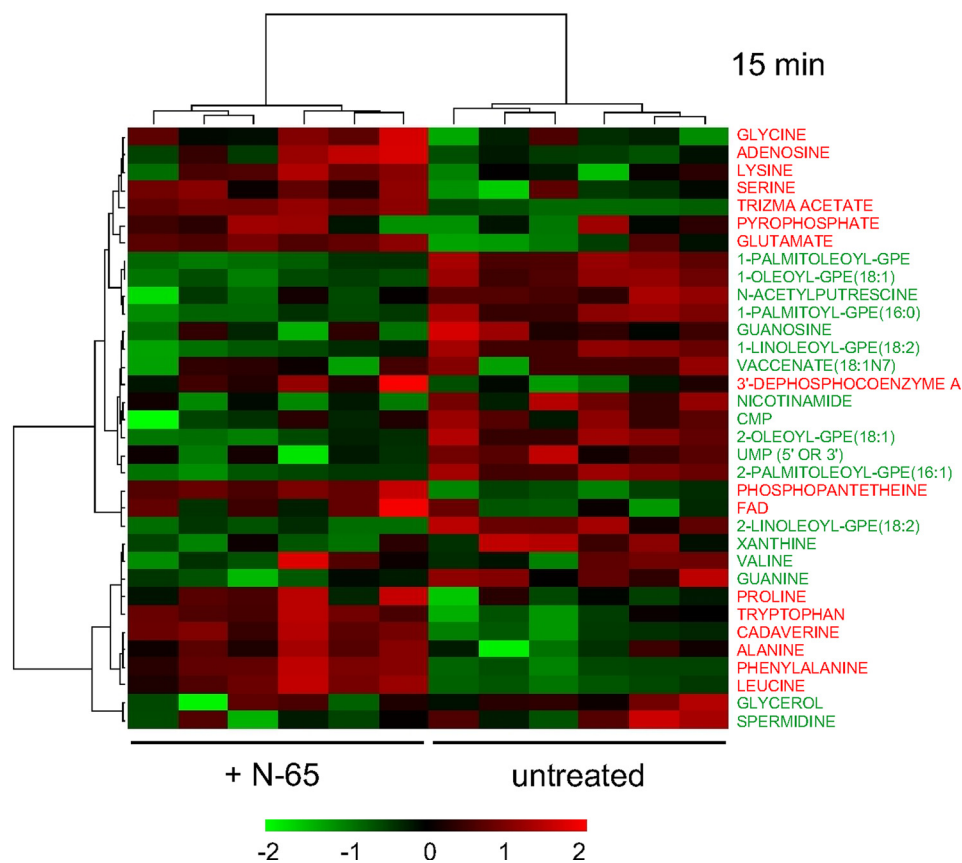 15 min
GLYCINE
ADENOSINE
LYSINE
SERINE
TRIZMA ACETATE
PYROPHOSPHATE
GLUTAMATE
1-PALMITOLEOYL-GPE
1-OLEOYL-GPE(18:1)
N-ACETYLPUTRESCINE
1-PALMITOYL-GPE(16:0)
GUANOSINE
1-LINOLEOYL-GPE(18:2)
VACCENATE(18:1N7)
3'-DEPHOSPHOCOENZYME A
NICOTINAMIDE
CMP
2-OLEOYL-GPE(18:1)
UMP (5' OR 3')
2-PALMITOLEOYL-GPE(16:1)
PHOSPHOPANTETHEINE
FAD
2-LINOLEOYL-GPE(18:2)
XANTHINE
VALINE
GUANINE
PROLINE
TRYPTOPHAN
CADAVERINE
ALANINE
PHENYLALANINE
LEUCINE
GLYCEROL
SPERMIDINE
+ N-65 untreated
-2 -1 0 1 2